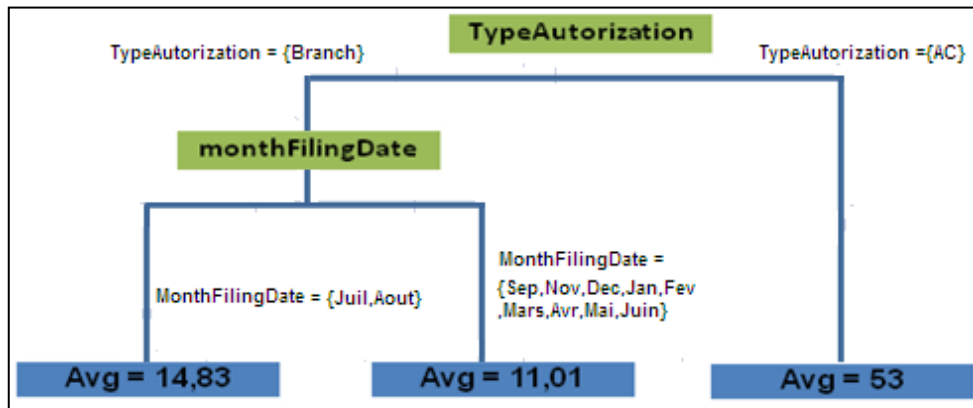 TypeAutorization
TypeAutorization = {Branch}
TypeAutorization ={AC}
monthFilingDate
MonthFilingDate = {Juil,Aout}
MonthFilingDate =
{Sep,Nov,Dec,Jan,Fev
,Mars,Avr,Mai,Juin}
Avg = 14,83
Avg = 11,01
Avg = 53